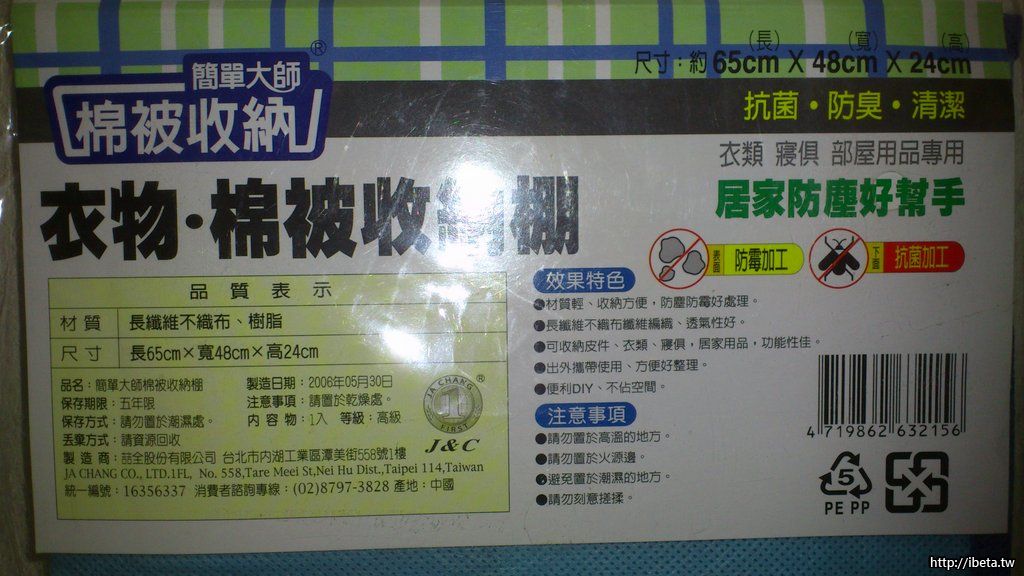 (長) (寬) (高)
尺寸：約 65cm X 48cm X 24cm
簡單大師®
棉被收納
抗菌・防臭・清潔
衣類 寢俱 部屋用品專用
居家防塵好幫手
衣物・棉被收納棚
表面 防霉加工
下面 抗菌加工
品質表示
材質 長纖維不織布、樹脂
尺寸 長65cm×寬48cm×高24cm
品名：簡單大師棉被收納棚 製造日期：2006年05月30日
保存期限：五年限 注意事項：請置於乾燥處。
保存方式：請勿置於潮濕處。 內容物：1入 等級：高級
丟棄方式：請資源回收
JA CHANG ®
FIRST
J&C
製造商：喆全股份有限公司 台北市內湖工業區潭美街558號1樓
JA CHANG CO., LTD.1FL, No. 558,Tare Meei St.Nei Hu Dist.,Taipei 114,Taiwan
統一編號：16356337 消費者諮詢專線：(02)8797-3828 產地：中國
效果特色
●材質輕、收納方便，防塵防霉好處理。
●長纖維不織布纖維編織、透氣性好。
●可收納皮件、衣類、寢俱，居家用品，功能性佳。
●出外攜帶使用、方便好整理。
●便利DIY、不佔空間。
注意事項
●請勿置於高溫的地方。
●請勿置於火源邊。
●避免置於潮濕的地方。
●請勿刻意搓揉。
4 719862 632156
5
PE PP
http://ibeta.tw